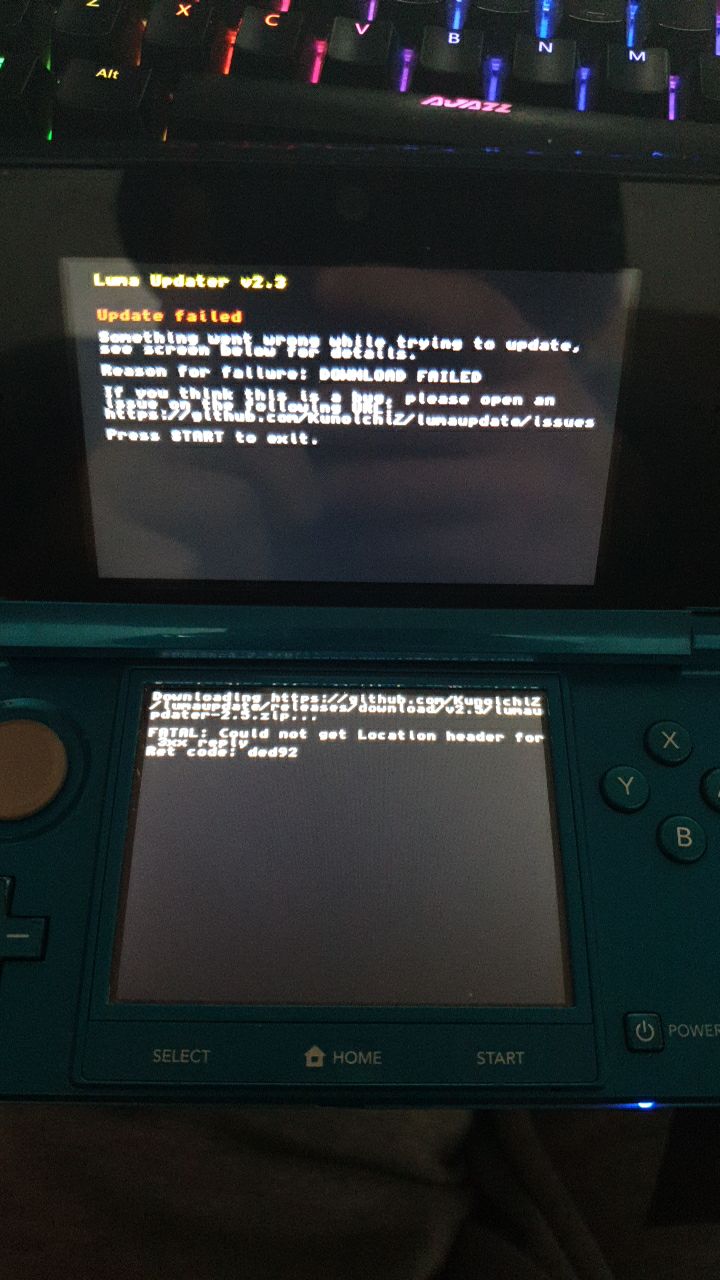 Z X C V B N M
Alt
AJAZZ
Luma Updater v2.3
Update failed
Something went wrong while trying to update,
see screen below for details.
Reason for failure: DOWNLOAD FAILED
If you think this is a bug, please open an
issue on the following URL:
https://github.com/KunoichiZ/lumaupdate/issues
Press START to exit.
Downloading https://github.com/KunoichiZ
/lumaupdate/releases/download/v2.5/lumau
pdater-2.5.zip...
FATAL: Could not get Location header for
3xx reply
Ret code: ded92
X
Y
B
POWER
SELECT HOME START